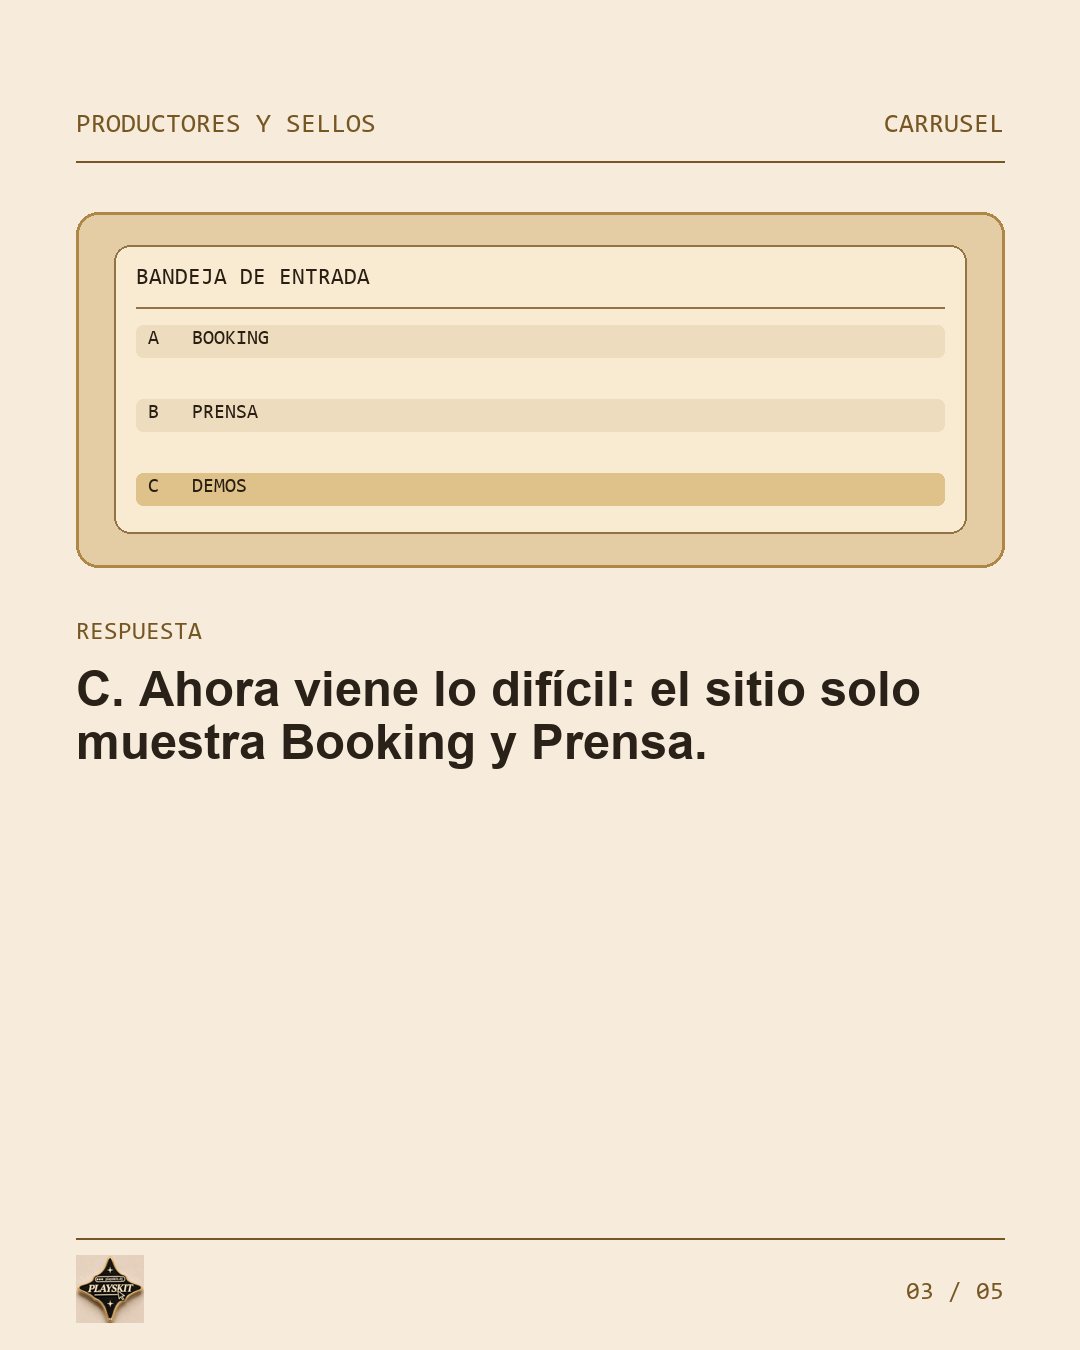 PRODUCTORES Y SELLOS
CARRUSEL
BANDEJA DE ENTRADA
A BOOKING
B PRENSA
C DEMOS
RESPUESTA
C. Ahora viene lo difícil: el sitio solo
muestra Booking y Prensa.
PLAYSKIT
03 / 05